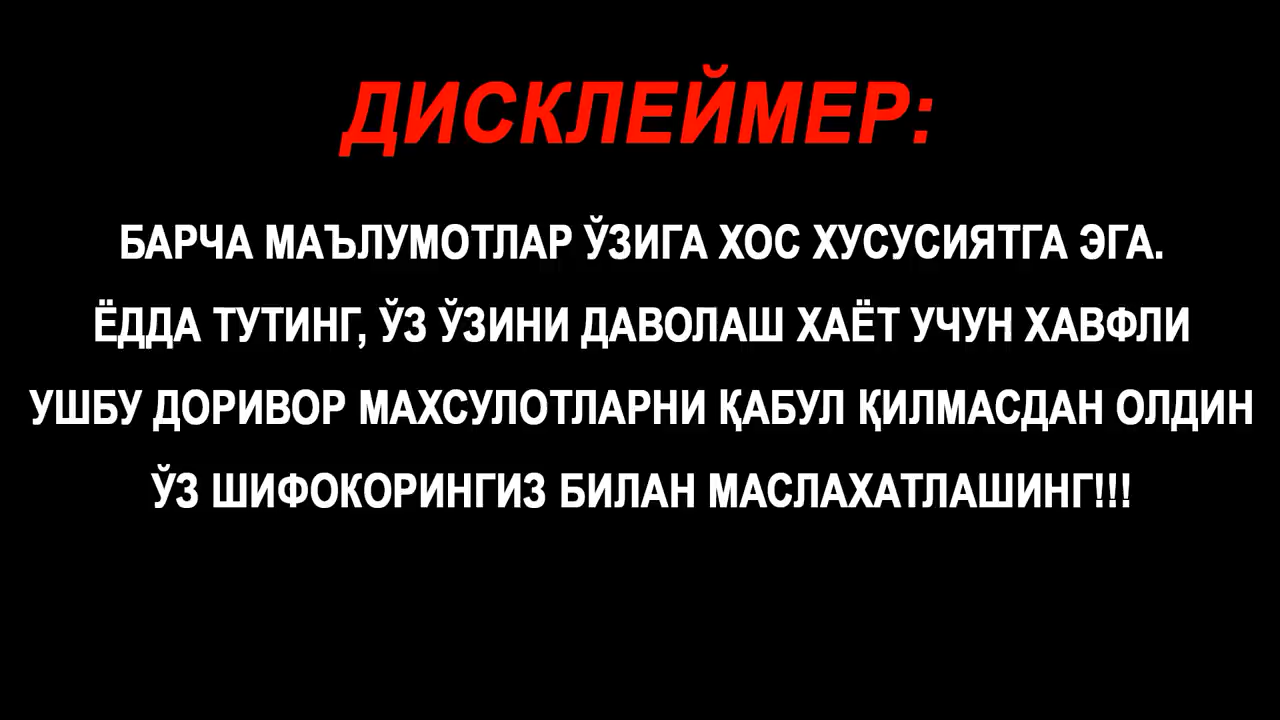 ДИСКЛЕЙМЕР:
БАРЧА МАЪЛУМОТЛАР ЎЗИГА ХОС ХУСУСИЯТГА ЭГА.
ЁДДА ТУТИНГ, ЎЗ ЎЗИНИ ДАВОЛАШ ХАЁТ УЧУН ХАВФЛИ
УШБУ ДОРИВОР МАХСУЛОТЛАРНИ ҚАБУЛ ҚИЛМАСДАН ОЛДИН
ЎЗ ШИФОКОРИНГИЗ БИЛАН МАСЛАХАТЛАШИНГ!!!